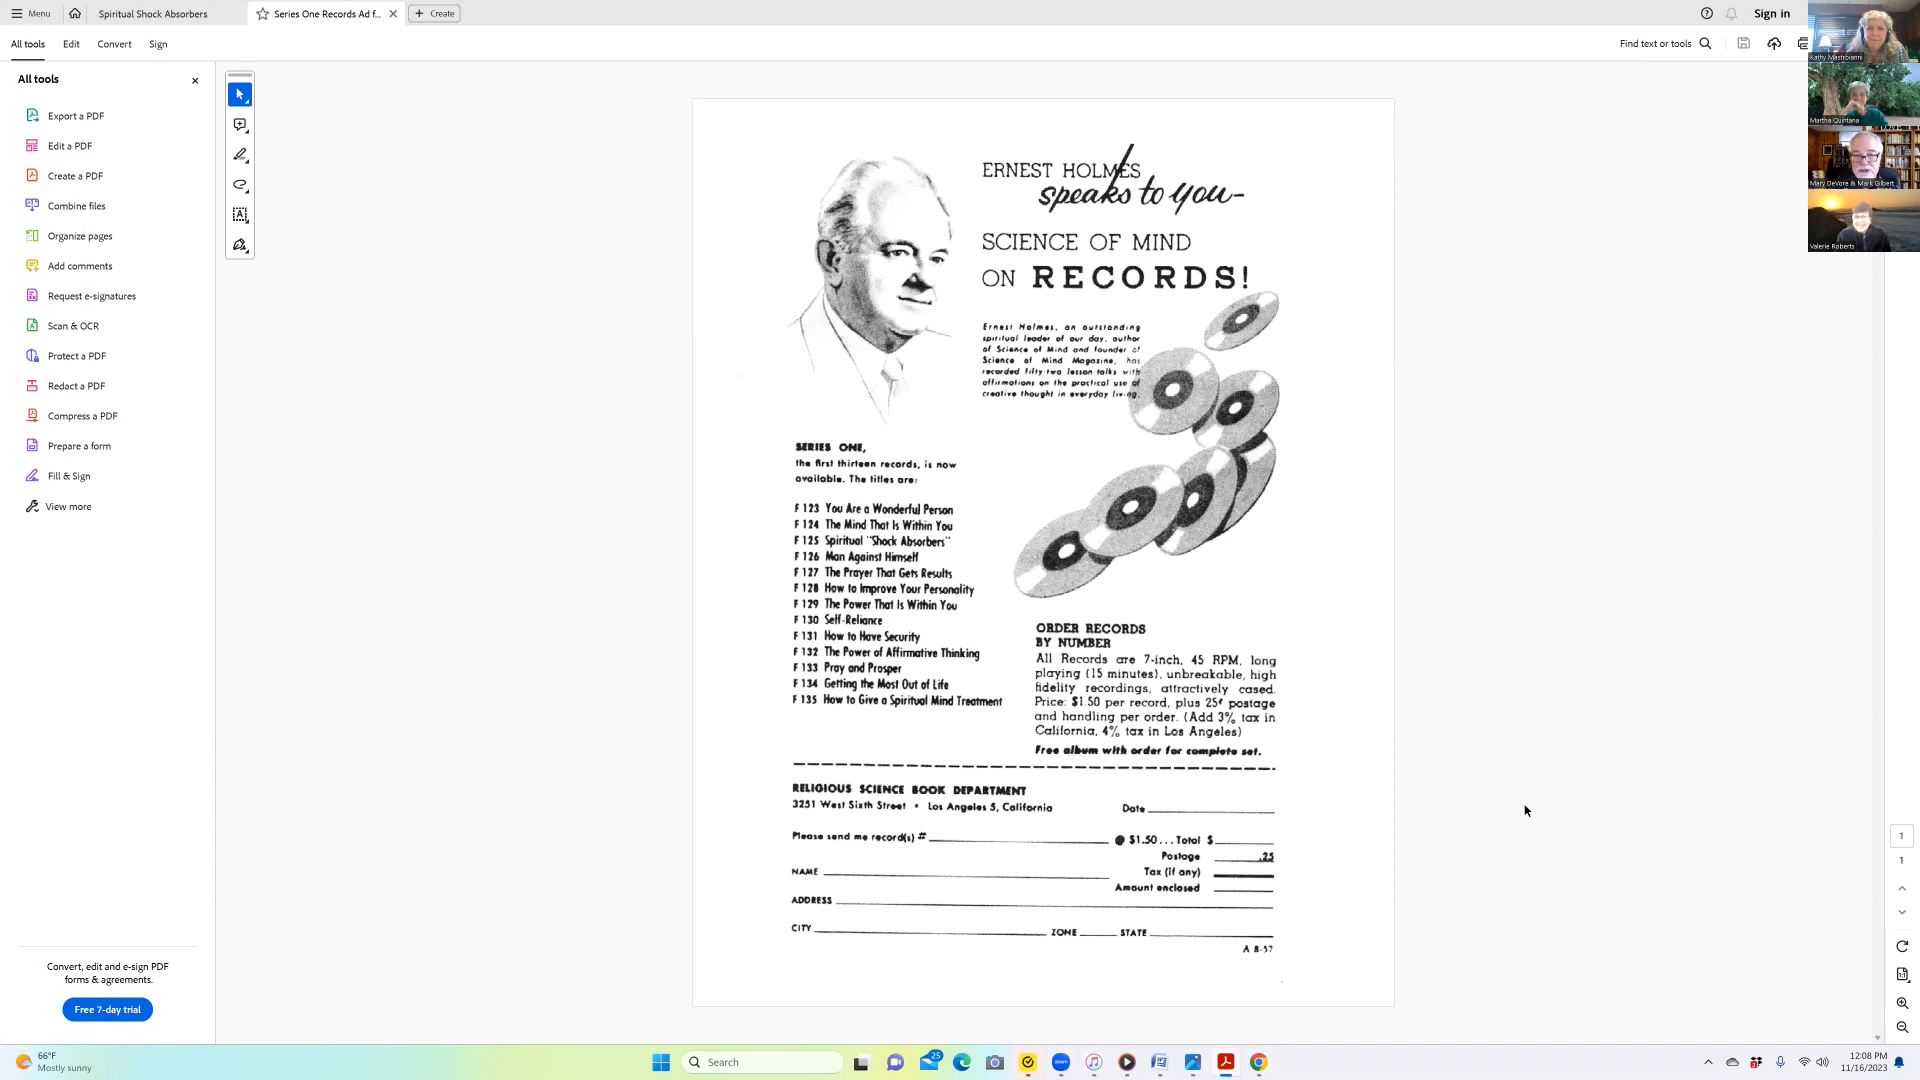 Menu
Spiritual Shock Absorbers
Series One Records Ad f...
Create
Sign in
All tools
Edit
Convert
Sign
Find text or tools
All tools
Export a PDF
Edit a PDF
Create a PDF
Combine files
Organize pages
Add comments
Request e-signatures
Scan & OCR
Protect a PDF
Redact a PDF
Compress a PDF
Prepare a form
Fill & Sign
View more
Convert, edit and e-sign PDF
forms & agreements.
Free 7-day trial
ERNEST HOLMES
speaks to you-
SCIENCE OF MIND
ON RECORDS!
Ernest Holmes, an outstanding
spiritual leader of our day, author
of Science of Mind and founder of
Science of Mind Magazine, has
recorded fifty-two lesson-talks with
affirmations on the practical use of
creative thought in everyday living.
SERIES ONE,
the first thirteen records, is now
available. The titles are:
F 123 You Are a Wonderful Person
F 124 The Mind That Is Within You
F 125 Spiritual "Shock Absorbers"
F 126 Man Against Himself
F 127 The Prayer That Gets Results
F 128 How to Improve Your Personality
F 129 The Power That Is Within You
F 130 Self-Reliance
F 131 How to Have Security
F 132 The Power of Affirmative Thinking
F 133 Pray and Prosper
F 134 Getting the Most Out of Life
F 135 How to Give a Spiritual Mind Treatment
ORDER RECORDS
BY NUMBER
All Records are 7-inch, 45 RPM, long
playing (15 minutes), unbreakable, high
fidelity recordings, attractively cased.
Price: $1.50 per record, plus 25¢ postage
and handling per order. (Add 3% tax in
California, 4% tax in Los Angeles)
Free album with order for complete set.
RELIGIOUS SCIENCE BOOK DEPARTMENT
3251 West Sixth Street • Los Angeles 5, California
Date
Please send me record(s) #
@ $1.50...Total $
Postage .25
Tax (if any)
Amount enclosed
NAME
ADDRESS
CITY ZONE STATE
A 8-57
Kathy Mastroianni
Martha Quintana
Mary DeVore & Mark Gilbert
Valerie Roberts
1
1
66°F
Mostly sunny
Search
25
zoom
12:08 PM
11/16/2023